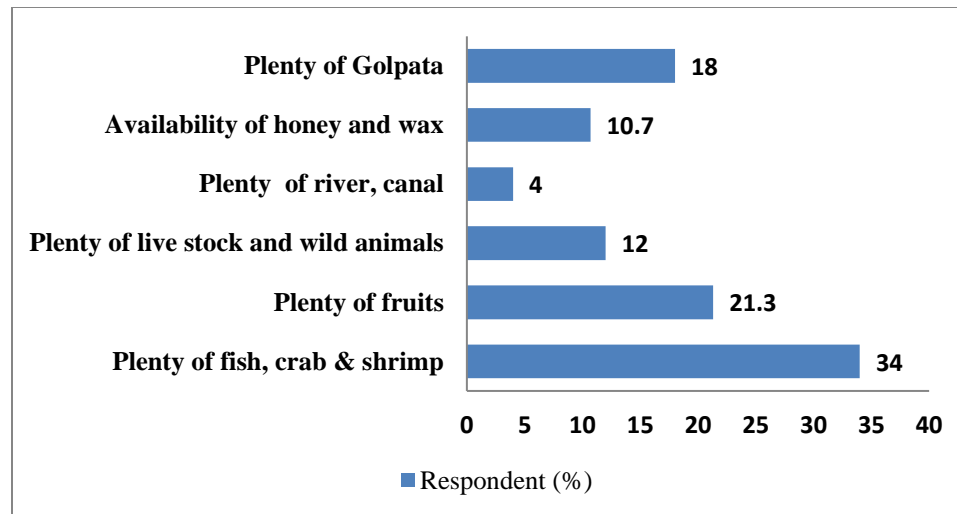 Plenty of Golpata 18
Availability of honey and wax 10.7
Plenty of river, canal 4
Plenty of live stock and wild animals 12
Plenty of fruits 21.3
Plenty of fish, crab & shrimp 34
0 5 10 15 20 25 30 35 40
Respondent (%)